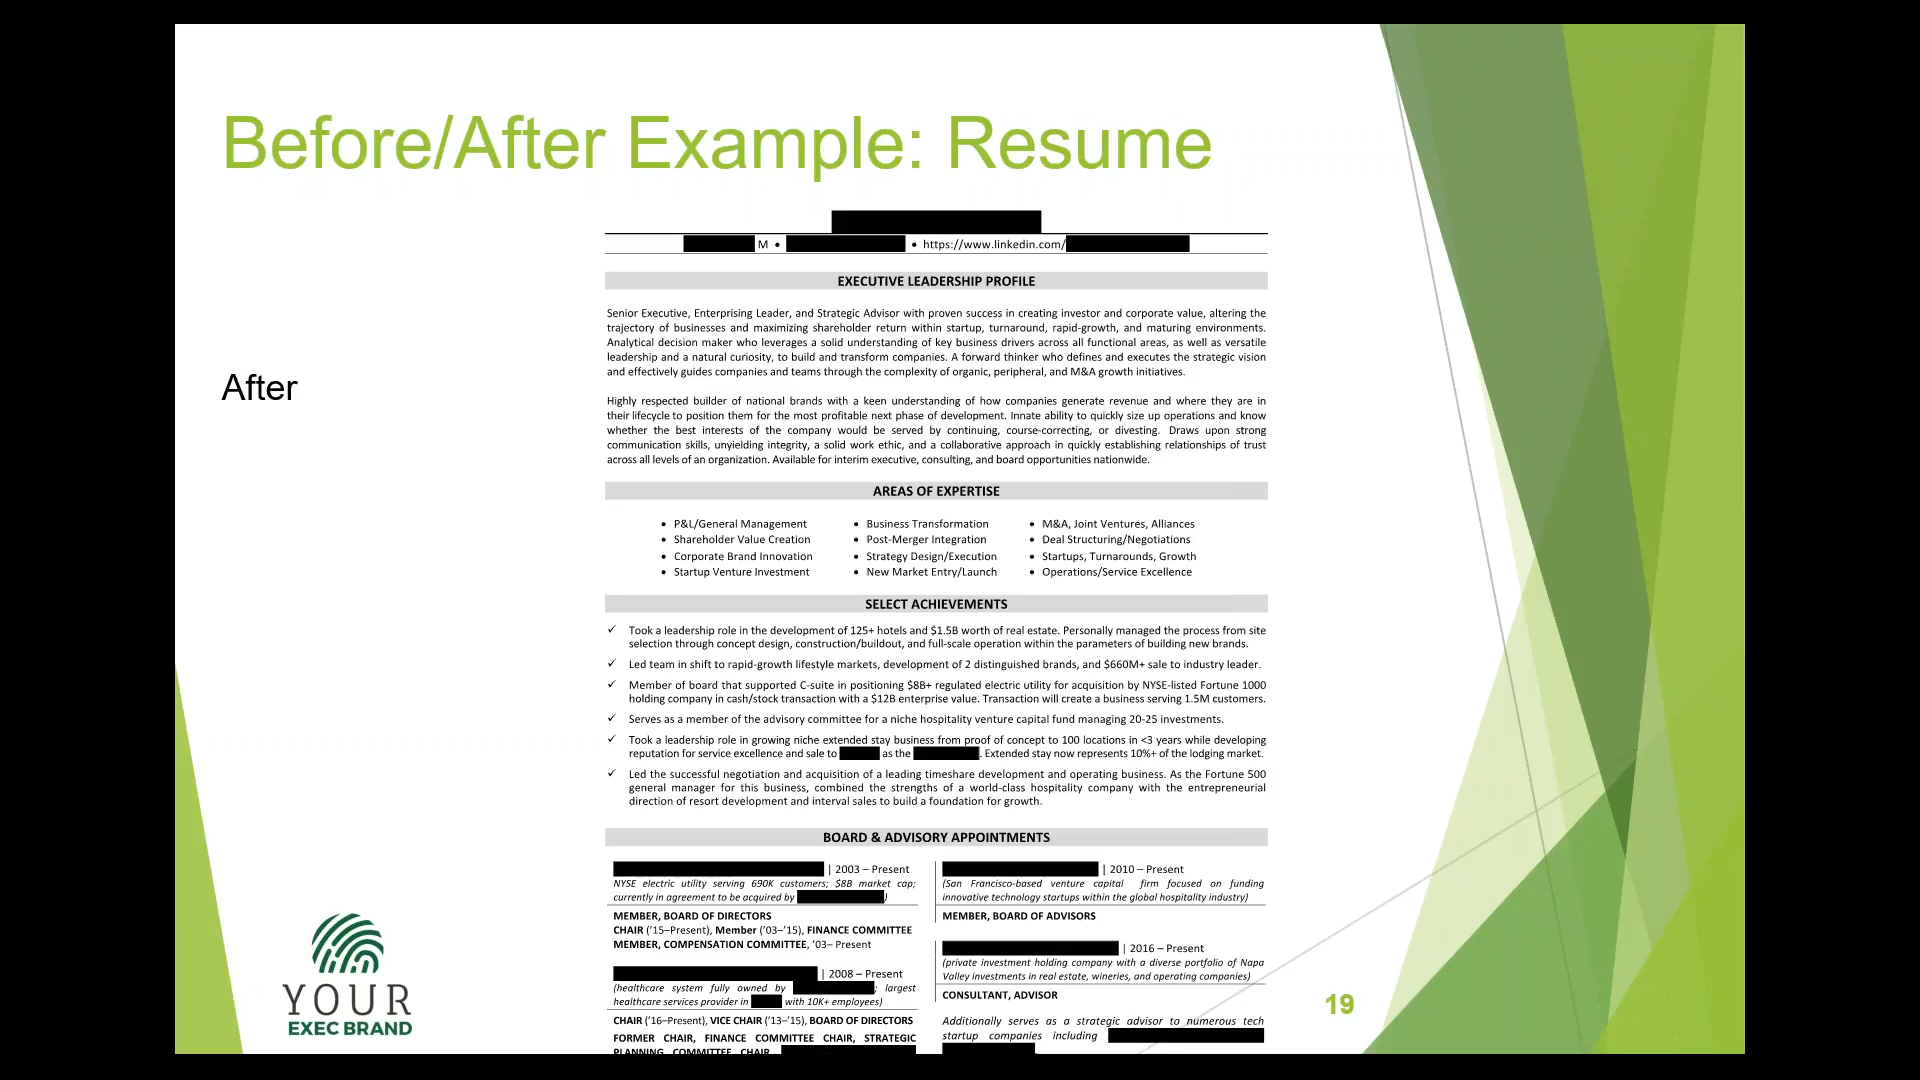 Before/After Example: Resume
After
M • • https://www.linkedin.com/
EXECUTIVE LEADERSHIP PROFILE
Senior Executive, Enterprising Leader, and Strategic Advisor with proven success in creating investor and corporate value, altering the
trajectory of businesses and maximizing shareholder return within startup, turnaround, rapid-growth, and maturing environments.
Analytical decision maker who leverages a solid understanding of key business drivers across all functional areas, as well as versatile
leadership and a natural curiosity, to build and transform companies. A forward thinker who defines and executes the strategic vision
and effectively guides companies and teams through the complexity of organic, peripheral, and M&A growth initiatives.
Highly respected builder of national brands with a keen understanding of how companies generate revenue and where they are in
their lifecycle to position them for the most profitable next phase of development. Innate ability to quickly size up operations and know
whether the best interests of the company would be served by continuing, course-correcting, or divesting. Draws upon strong
communication skills, unyielding integrity, a solid work ethic, and a collaborative approach in quickly establishing relationships of trust
across all levels of an organization. Available for interim executive, consulting, and board opportunities nationwide.
AREAS OF EXPERTISE
• P&L/General Management • Business Transformation • M&A, Joint Ventures, Alliances
• Shareholder Value Creation • Post-Merger Integration • Deal Structuring/Negotiations
• Corporate Brand Innovation • Strategy Design/Execution • Startups, Turnarounds, Growth
• Startup Venture Investment • New Market Entry/Launch • Operations/Service Excellence
SELECT ACHIEVEMENTS
✓ Took a leadership role in the development of 125+ hotels and $1.5B worth of real estate. Personally managed the process from site
selection through concept design, construction/buildout, and full-scale operation within the parameters of building new brands.
✓ Led team in shift to rapid-growth lifestyle markets, development of 2 distinguished brands, and $660M+ sale to industry leader.
✓ Member of board that supported C-suite in positioning $8B+ regulated electric utility for acquisition by NYSE-listed Fortune 1000
holding company in cash/stock transaction with a $12B enterprise value. Transaction will create a business serving 1.5M customers.
✓ Serves as a member of the advisory committee for a niche hospitality venture capital fund managing 20-25 investments.
✓ Took a leadership role in growing niche extended stay business from proof of concept to 100 locations in <3 years while developing
reputation for service excellence and sale to as the . Extended stay now represents 10%+ of the lodging market.
✓ Led the successful negotiation and acquisition of a leading timeshare development and operating business. As the Fortune 500
general manager for this business, combined the strengths of a world-class hospitality company with the entrepreneurial
direction of resort development and interval sales to build a foundation for growth.
BOARD & ADVISORY APPOINTMENTS
| 2003 – Present
NYSE electric utility serving 690K customers; $8B market cap;
currently in agreement to be acquired by )
MEMBER, BOARD OF DIRECTORS
CHAIR ('15–Present), Member ('03–'15), FINANCE COMMITTEE
MEMBER, COMPENSATION COMMITTEE, '03– Present
| 2008 – Present
(healthcare system fully owned by ; largest
healthcare services provider in with 10K+ employees)
CHAIR ('16–Present), VICE CHAIR ('13–'15), BOARD OF DIRECTORS
FORMER CHAIR, FINANCE COMMITTEE CHAIR, STRATEGIC
PLANNING COMMITTEE CHAIR,
| 2010 – Present
(San Francisco-based venture capital firm focused on funding
innovative technology startups within the global hospitality industry)
MEMBER, BOARD OF ADVISORS
| 2016 – Present
(private investment holding company with a diverse portfolio of Napa
Valley investments in real estate, wineries, and operating companies)
CONSULTANT, ADVISOR
Additionally serves as a strategic advisor to numerous tech
startup companies including
YOUR
EXEC BRAND
19